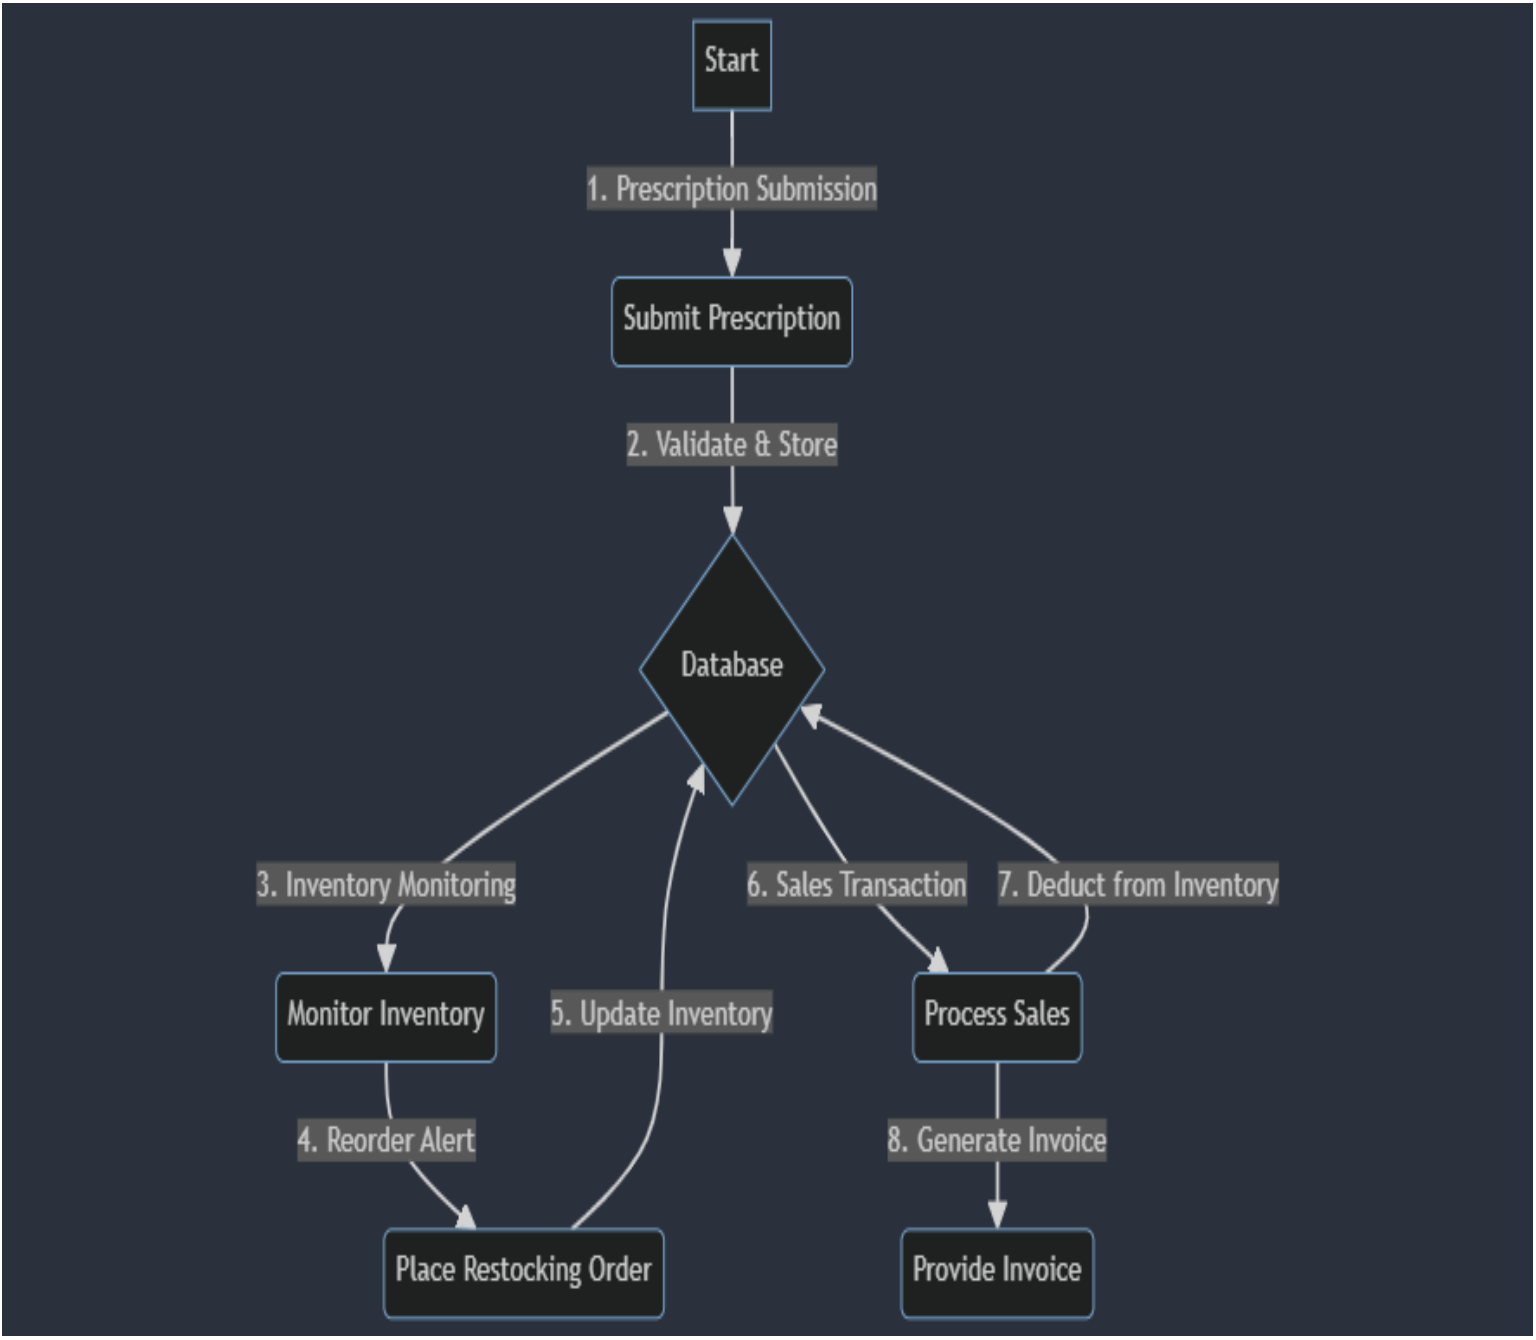 Start
1. Prescription Submission
Submit Prescription
2. Validate & Store
Database
3. Inventory Monitoring
6. Sales Transaction
7. Deduct from Inventory
Monitor Inventory
5. Update Inventory
Process Sales
4. Reorder Alert
8. Generate Invoice
Place Restocking Order
Provide Invoice